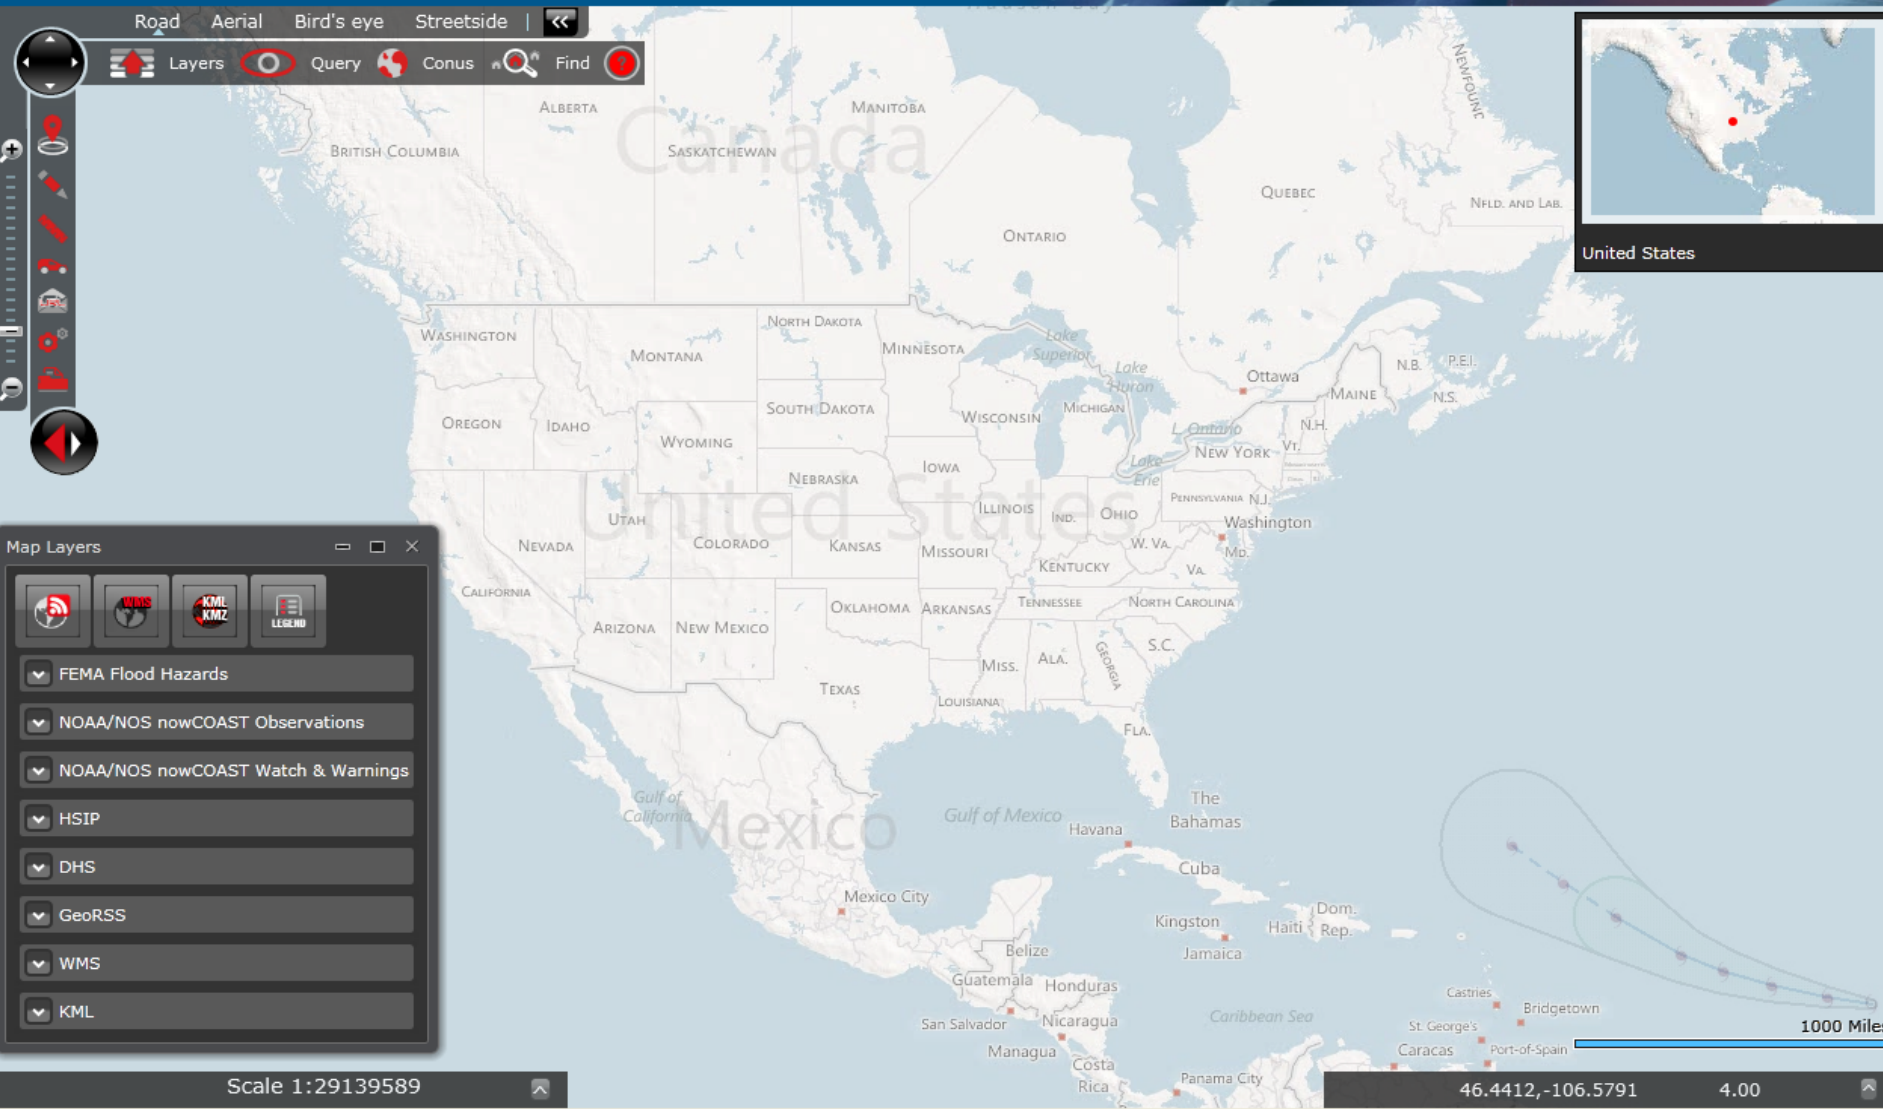 Hudson Bay
Road
Aerial
Bird's eye
Streetside
Layers
Query
Conus
Find
?
NEWFOUND
ALBERTA
MANITOBA
Canada
BRITISH COLUMBIA
SASKATCHEWAN
QUEBEC
NFLD. AND LAB.
ONTARIO
United States
WASHINGTON
NORTH DAKOTA
MONTANA
MINNESOTA
Lake
Superior
Lake
Huron
Ottawa
N.B.
P.E.I.
MAINE
N.S.
OREGON
IDAHO
SOUTH DAKOTA
WISCONSIN
MICHIGAN
WYOMING
L. Ontario
N.H.
VT.
NEW YORK
IOWA
Lake
Erie
NEBRASKA
PENNSYLVANIA
N.J.
United States
UTAH
ILLINOIS
IND.
OHIO
Washington
NEVADA
COLORADO
KANSAS
MISSOURI
W. VA.
MD.
KENTUCKY
VA.
CALIFORNIA
OKLAHOMA
ARKANSAS
TENNESSEE
NORTH CAROLINA
ARIZONA
NEW MEXICO
MISS.
ALA.
GEORGIA
S.C.
TEXAS
LOUISIANA
FLA.
Gulf of
California
Mexico
Gulf of Mexico
Havana
The
Bahamas
Cuba
Mexico City
Kingston
Jamaica
Haiti
Dom.
Rep.
Belize
Guatemala
Honduras
San Salvador
Nicaragua
Managua
Costa
Rica
Panama City
Caribbean Sea
Castries
Bridgetown
St. George's
Port-of-Spain
Caracas
1000 Miles
Map Layers
WMS
KML
KMZ
LEGEND
FEMA Flood Hazards
NOAA/NOS nowCOAST Observations
NOAA/NOS nowCOAST Watch & Warnings
HSIP
DHS
GeoRSS
WMS
KML
Scale 1:29139589
46.4412,-106.5791
4.00